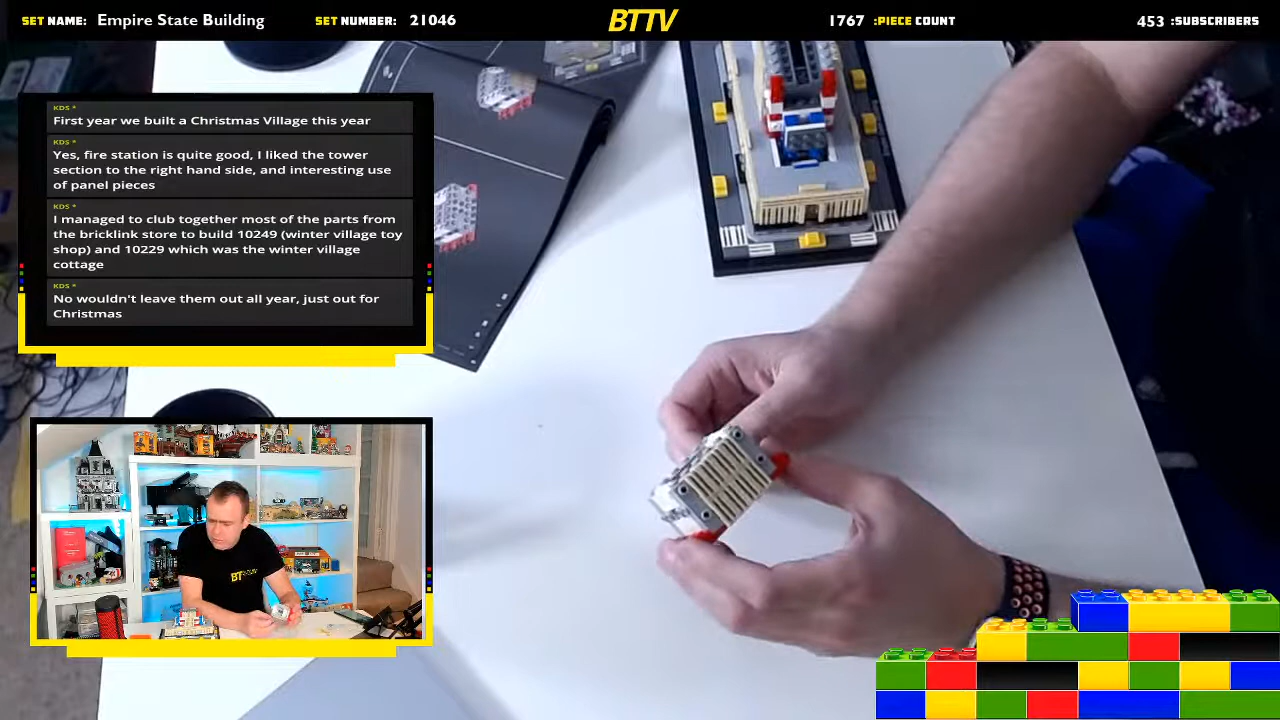 SET NAME: Empire State Building SET NUMBER: 21046 BTTV 1767 :PIECE COUNT 453 :SUBSCRIBERS
KDS *
First year we built a Christmas Village this year
KDS *
Yes, fire station is quite good, I liked the tower
section to the right hand side, and interesting use
of panel pieces
KDS *
I managed to club together most of the parts from
the bricklink store to build 10249 (winter village toy
shop) and 10229 which was the winter village
cottage
KDS *
No wouldn't leave them out all year, just out for
Christmas